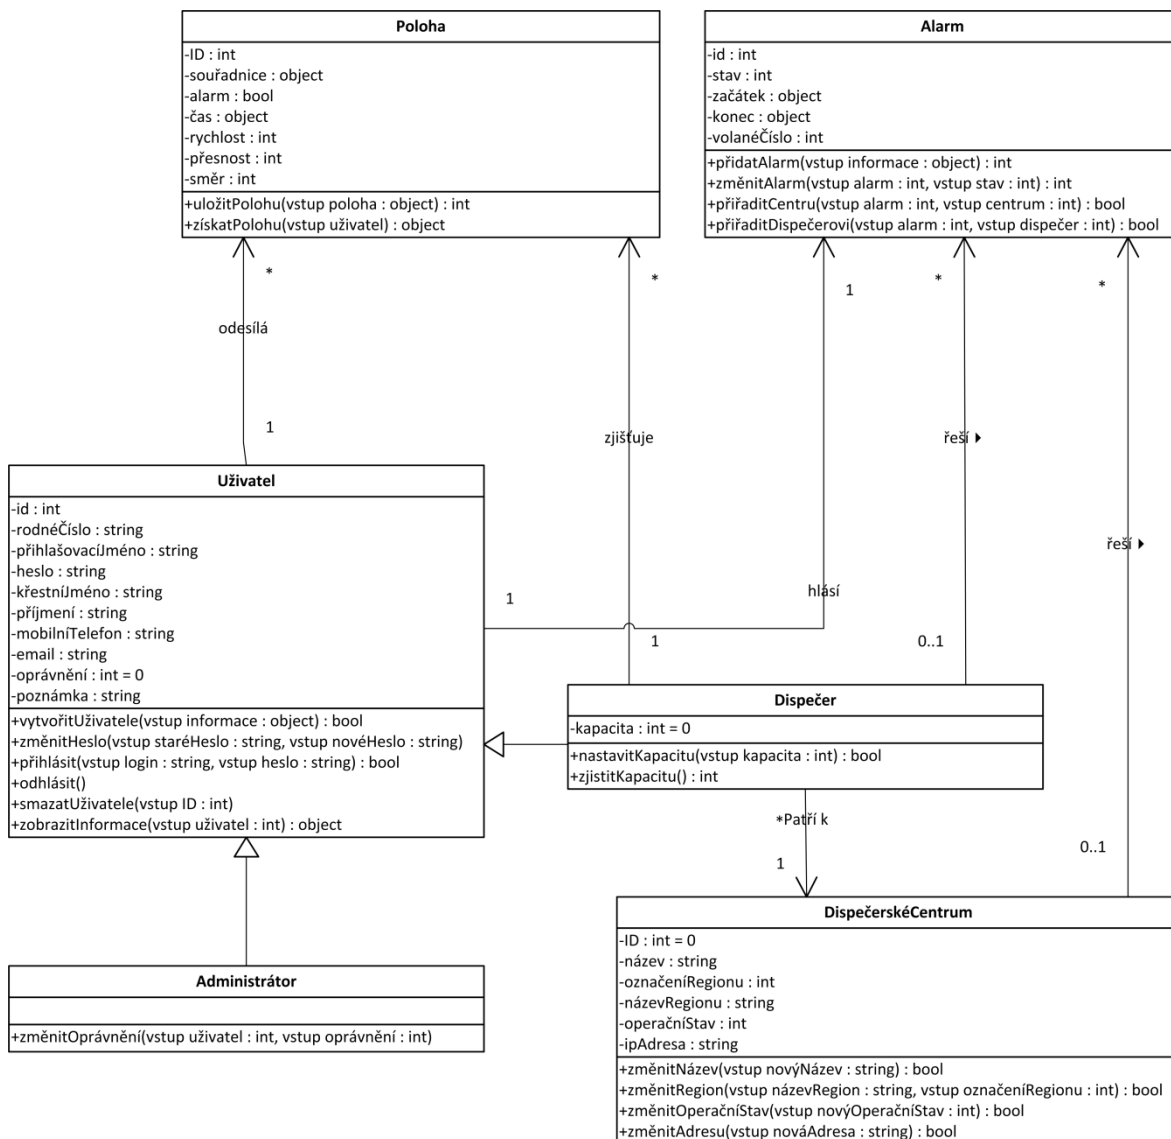 Poloha
-ID : int
-souřadnice : object
-alarm : bool
-čas : object
-rychlost : int
-přesnost : int
-směr : int
+uložitPolohu(vstup poloha : object) : int
+získatPolohu(vstup uživatel) : object
Alarm
-id : int
-stav : int
-začátek : object
-konec : object
-volanéČíslo : int
+přidatAlarm(vstup informace : object) : int
+změnitAlarm(vstup alarm : int, vstup stav : int) : int
+přiřaditCentru(vstup alarm : int, vstup centrum : int) : bool
+přiřaditDispečerovi(vstup alarm : int, vstup dispečer : int) : bool
*
*
1
*
*
odesílá
1
zjišťuje
řeší
řeší
hlásí
1
1
0..1
Uživatel
-id : int
-rodnéČíslo : string
-přihlašovacíJméno : string
-heslo : string
-křestníJméno : string
-příjmení : string
-mobilníTelefon : string
-email : string
-oprávnění : int = 0
-poznámka : string
+vytvořitUživatele(vstup informace : object) : bool
+změnitHeslo(vstup staréHeslo : string, vstup novéHeslo : string)
+přihlásit(vstup login : string, vstup heslo : string) : bool
+odhlásit()
+smazatUživatele(vstup ID : int)
+zobrazitInformace(vstup uživatel : int) : object
Dispečer
-kapacita : int = 0
+nastavitKapacitu(vstup kapacita : int) : bool
+zjistitKapacitu() : int
*Patří k
1
0..1
Administrátor
+změnitOprávnění(vstup uživatel : int, vstup oprávnění : int)
DispečerskéCentrum
-ID : int = 0
-název : string
-označeníRegionu : int
-názevRegionu : string
-operačníStav : int
-ipAdresa : string
+změnitNázev(vstup novýNázev : string) : bool
+změnitRegion(vstup názevRegion : string, vstup označeníRegionu : int) : bool
+změnitOperačníStav(vstup novýOperačníStav : int) : bool
+změnitAdresu(vstup nováAdresa : string) : bool